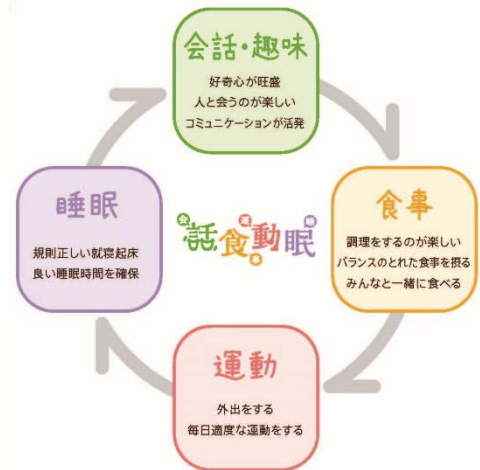 会話・趣味
好奇心が旺盛
人と会うのが楽しい
コミュニケーションが活発
食事
調理をするのが楽しい
バランスのとれた食事を摂る
みんなと一緒に食べる
運動
外出をする
毎日適度な運動をする
睡眠
規則正しい就寝起床
良い睡眠時間を確保
話食動眠